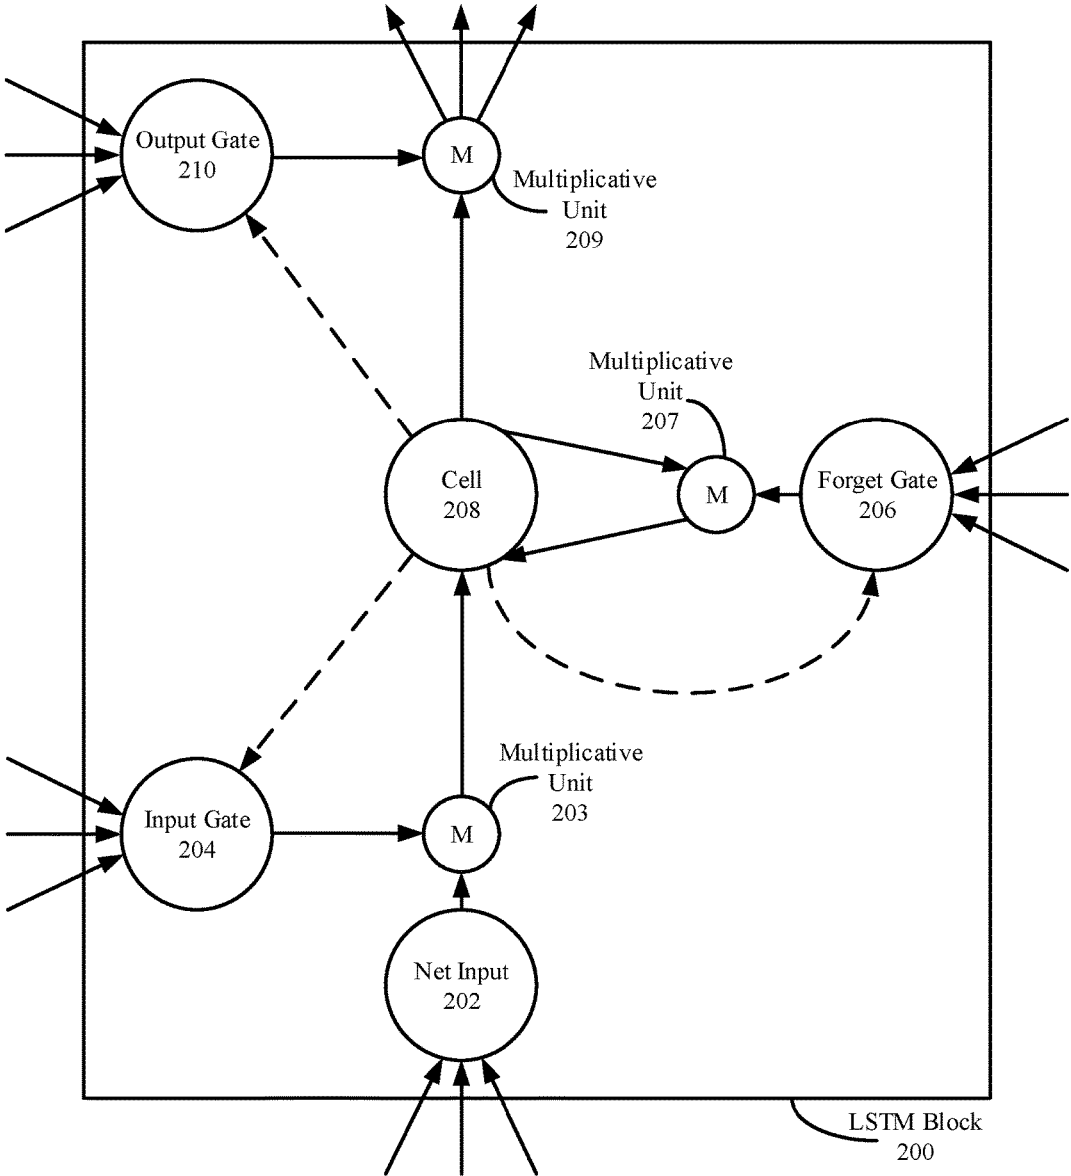 Output Gate
210
M
Multiplicative
Unit
209
Multiplicative
Unit
207
Cell
208
M
Forget Gate
206
Multiplicative
Unit
203
Input Gate
204
M
Net Input
202
LSTM Block
200